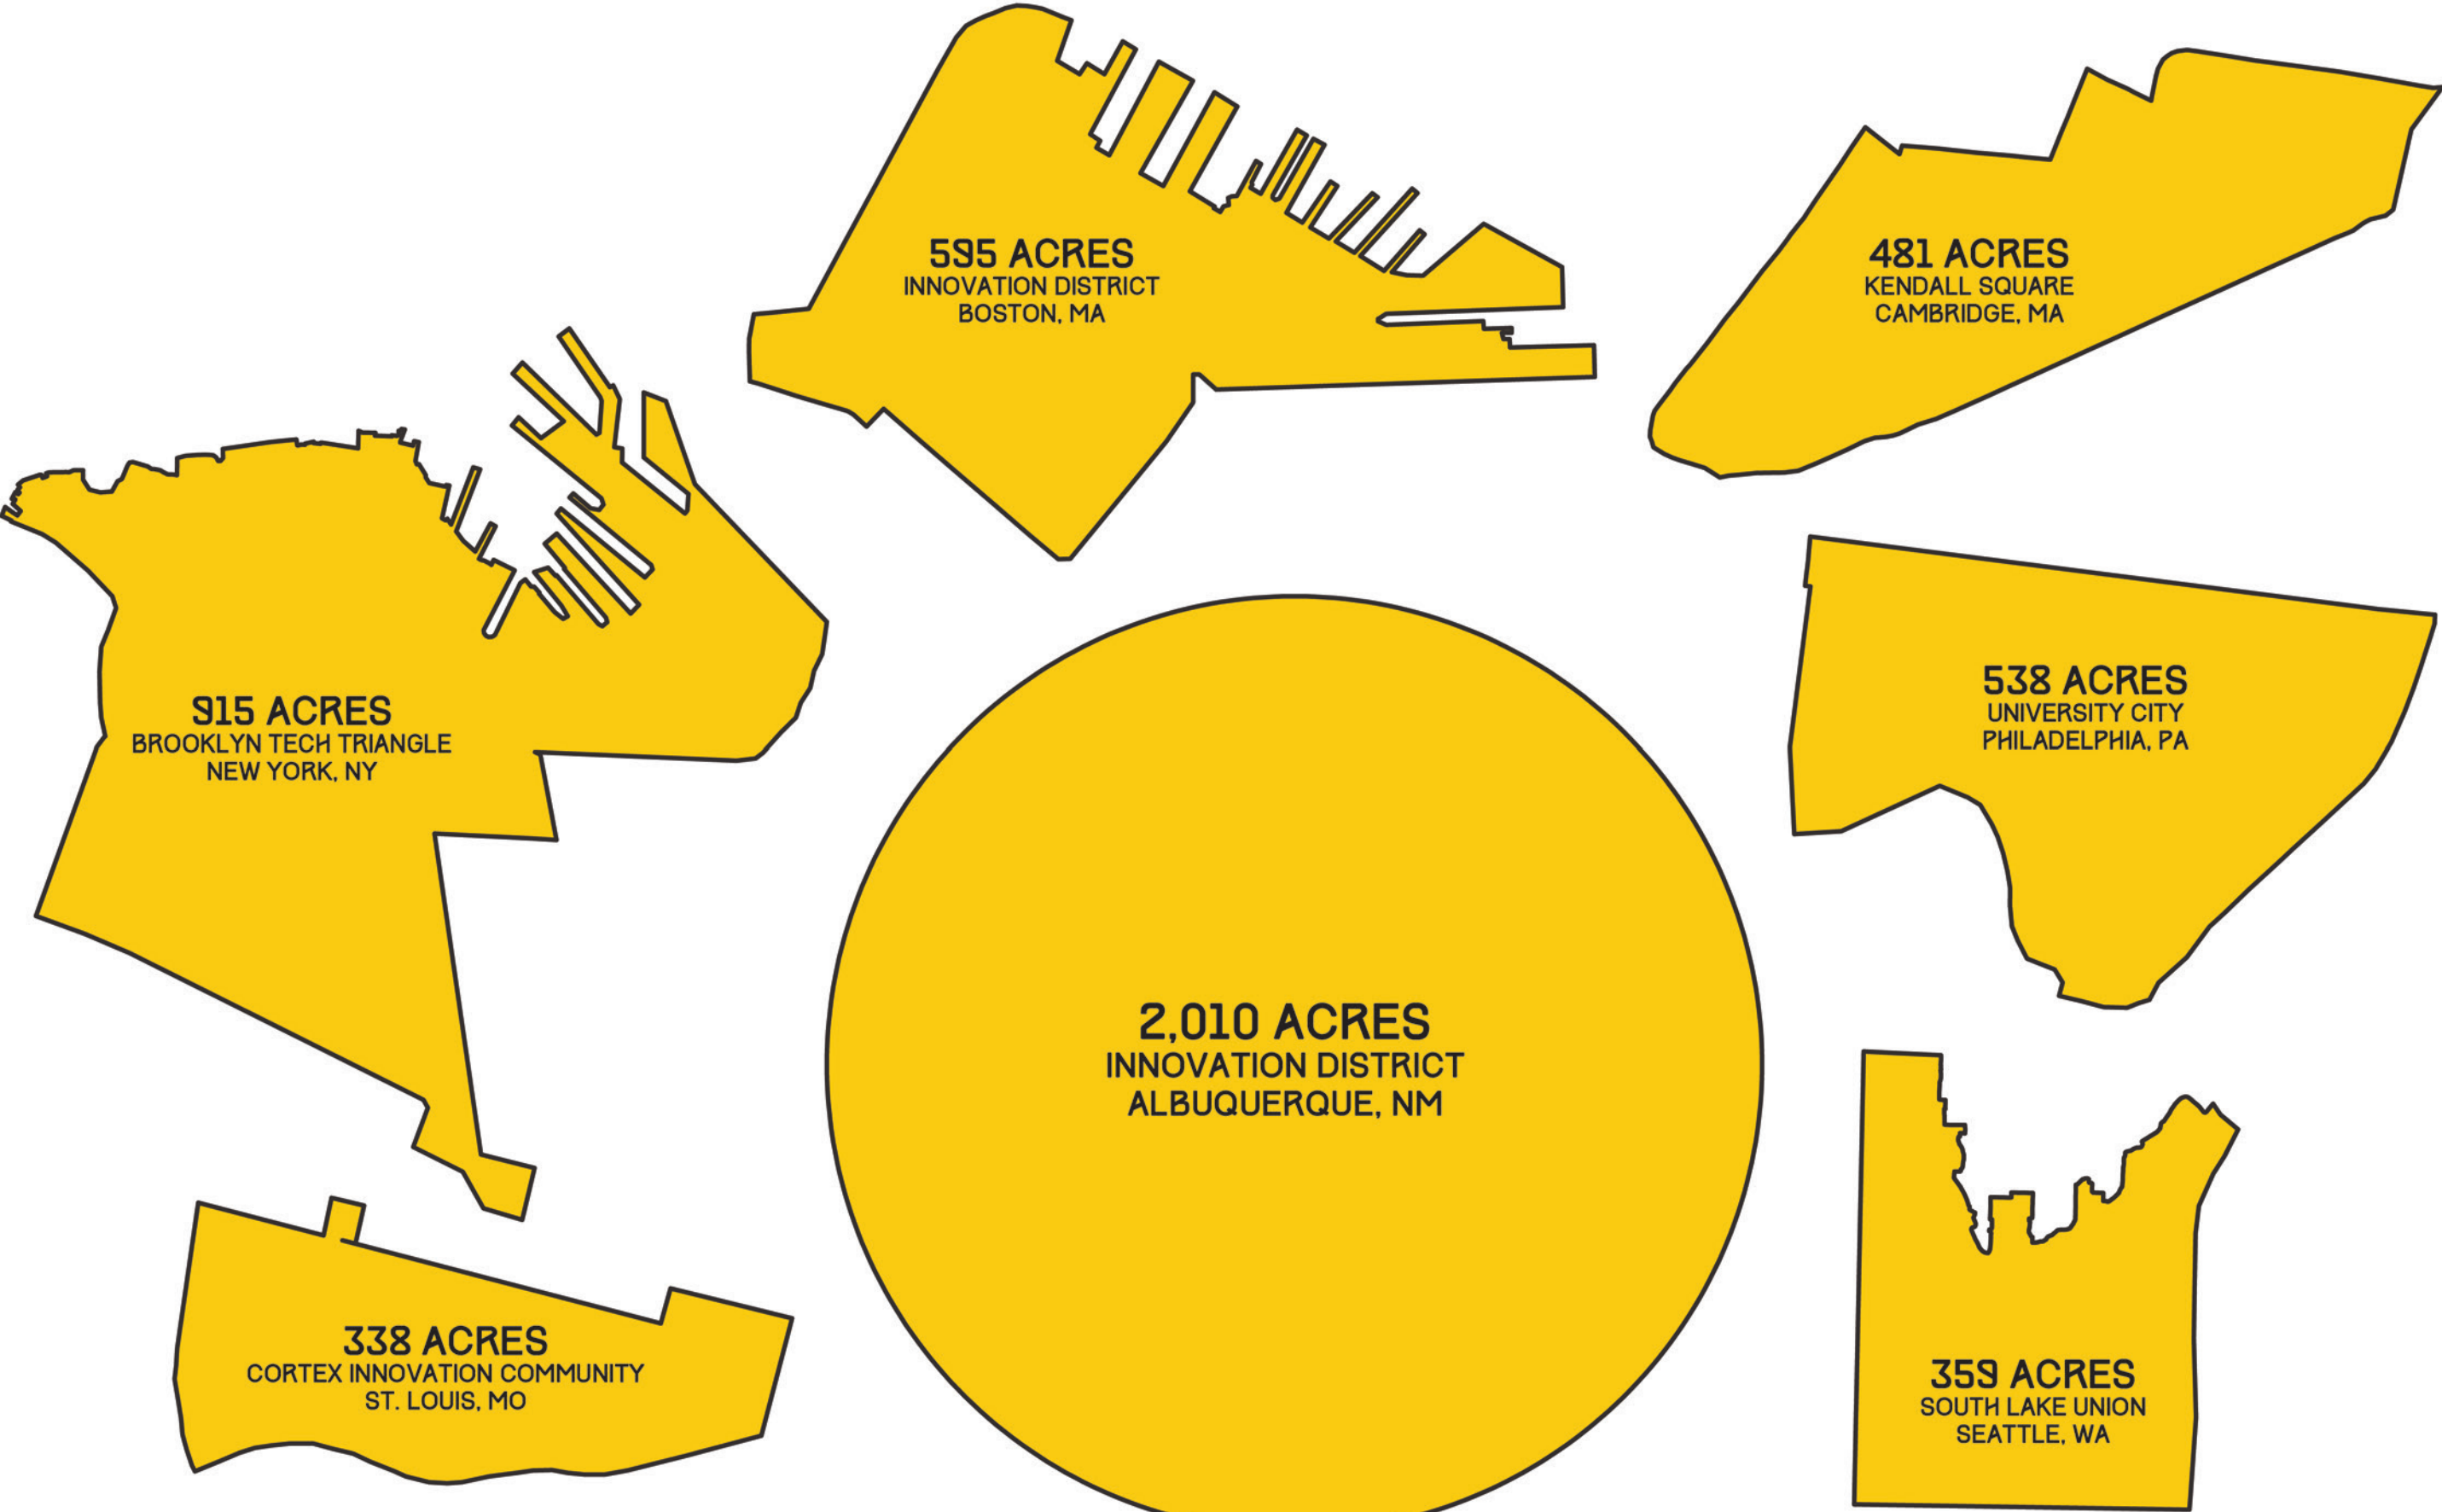 595 ACRES
INNOVATION DISTRICT
BOSTON, MA
481 ACRES
KENDALL SQUARE
CAMBRIDGE, MA
915 ACRES
BROOKLYN TECH TRIANGLE
NEW YORK, NY
538 ACRES
UNIVERSITY CITY
PHILADELPHIA, PA
2,010 ACRES
INNOVATION DISTRICT
ALBUQUERQUE, NM
338 ACRES
CORTEX INNOVATION COMMUNITY
ST. LOUIS, MO
359 ACRES
SOUTH LAKE UNION
SEATTLE, WA